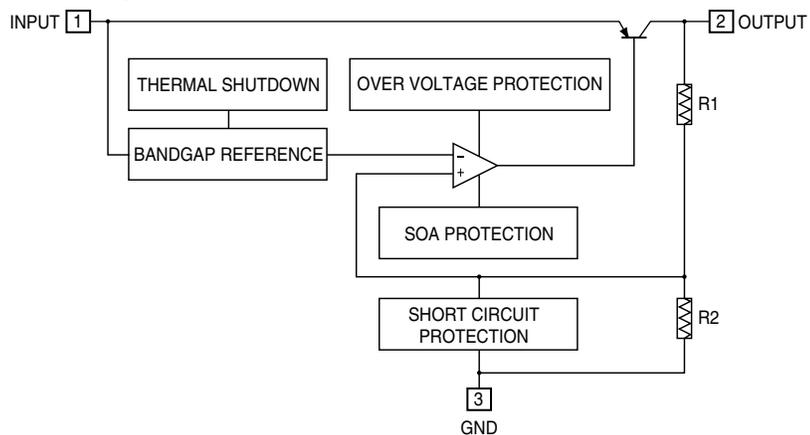 INPUT 1
2 OUTPUT
THERMAL SHUTDOWN
OVER VOLTAGE PROTECTION
R1
BANDGAP REFERENCE
−
+
SOA PROTECTION
SHORT CIRCUIT
PROTECTION
R2
3
GND